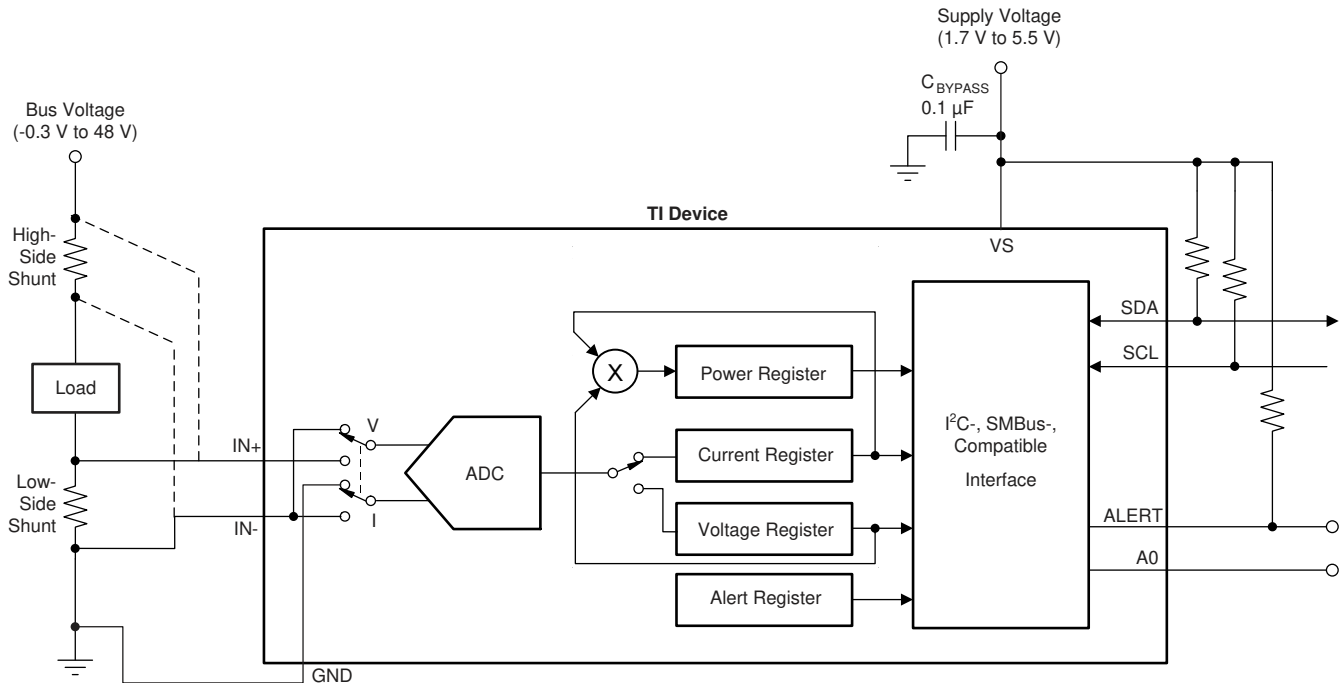 Supply Voltage
(1.7 V to 5.5 V)
C_BYPASS
0.1 µF
Bus Voltage
(-0.3 V to 48 V)
TI Device
VS
High-
Side
Shunt
Load
Low-
Side
Shunt
IN+
IN-
GND
V
I
ADC
X
Power Register
Current Register
Voltage Register
Alert Register
I²C-, SMBus-,
Compatible
Interface
SDA
SCL
ALERT
A0